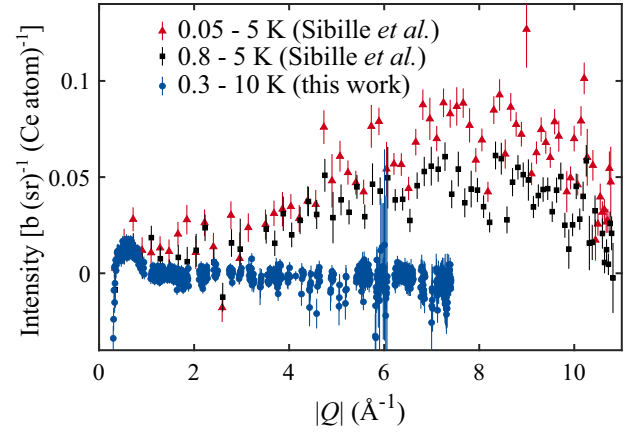 0.05 - 5 K (Sibille et al.)
0.8 - 5 K (Sibille et al.)
0.3 - 10 K (this work)
Intensity [b (sr)⁻¹ (Ce atom)⁻¹]
0.1
0.05
0
0 2 4 6 8 10
|Q| (Å⁻¹)